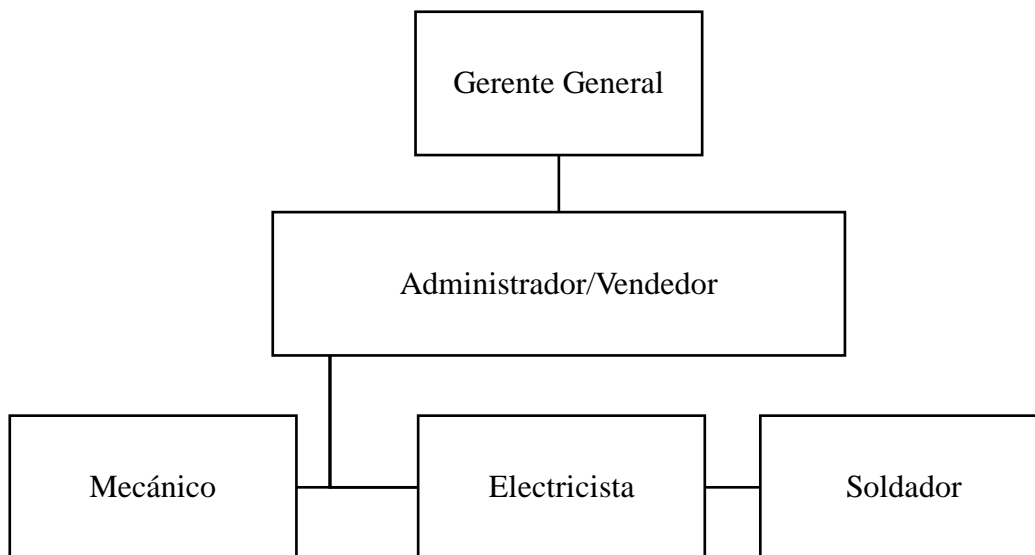 Gerente General
Administrador/Vendedor
Mecánico
Electricista
Soldador